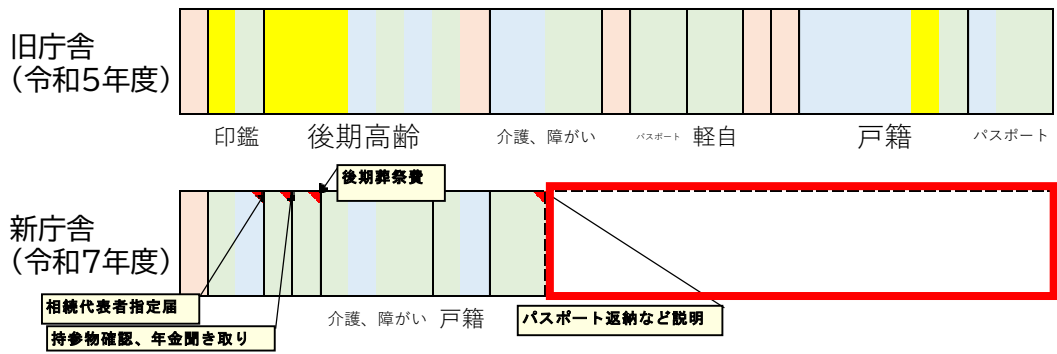 旧庁舎
(令和5年度)
印鑑
後期高齢
介護、障がい
パスポート
軽自
戸籍
パスポート
後期葬祭費
新庁舎
(令和7年度)
相続代表者指定届
持参物確認、年金聞き取り
介護、障がい
戸籍
パスポート返納など説明